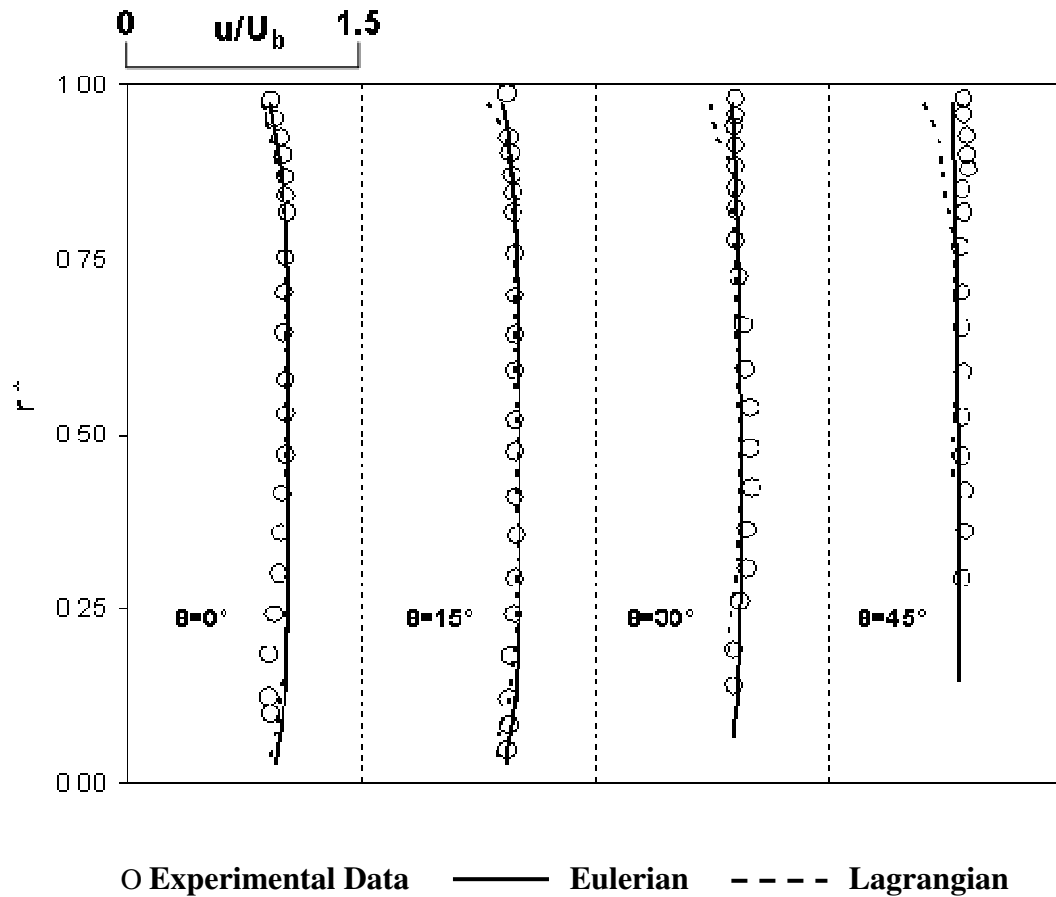 0 u/U_b 1.5
1 00
0 75
0 50
0 25
0 00
θ=0° θ=15° θ=30° θ=45°
O Experimental Data Eulerian Lagrangian